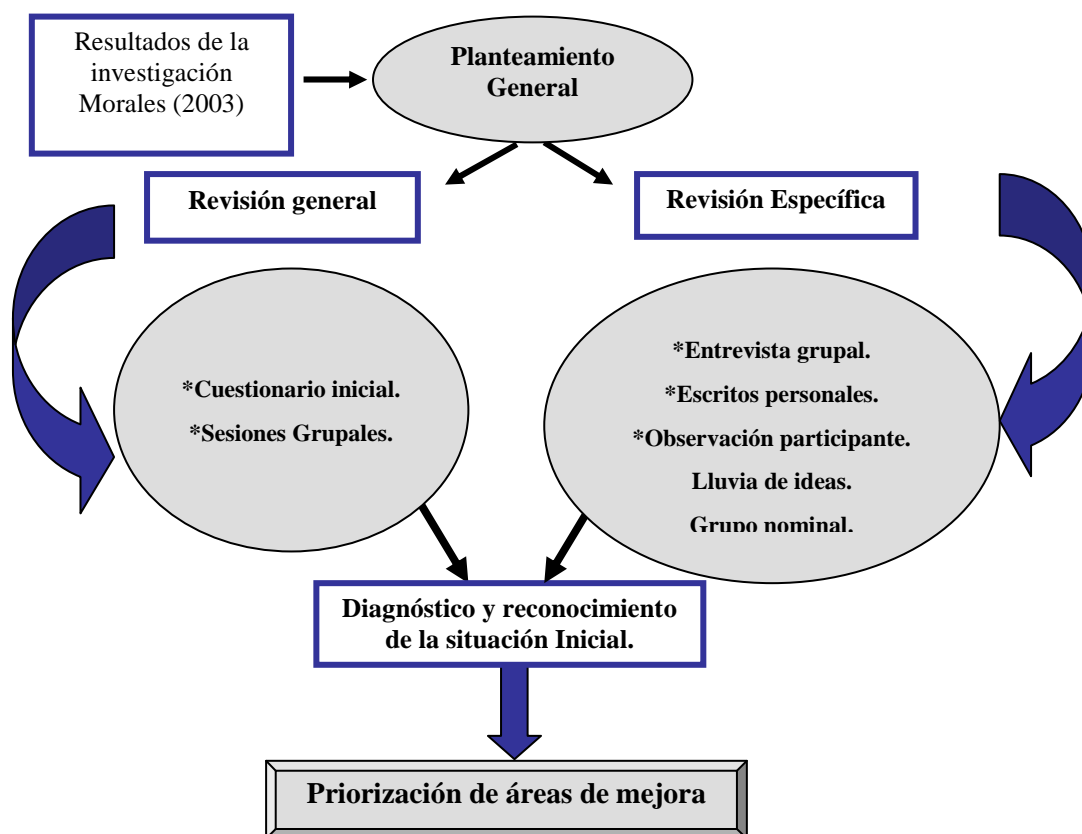 Resultados de la
investigación
Morales (2003)
Planteamiento
General
Revisión general
Revisión Específica
*Cuestionario inicial.
*Sesiones Grupales.
*Entrevista grupal.
*Escritos personales.
*Observación participante.
Lluvia de ideas.
Grupo nominal.
Diagnóstico y reconocimiento
de la situación Inicial.
Priorización de áreas de mejora